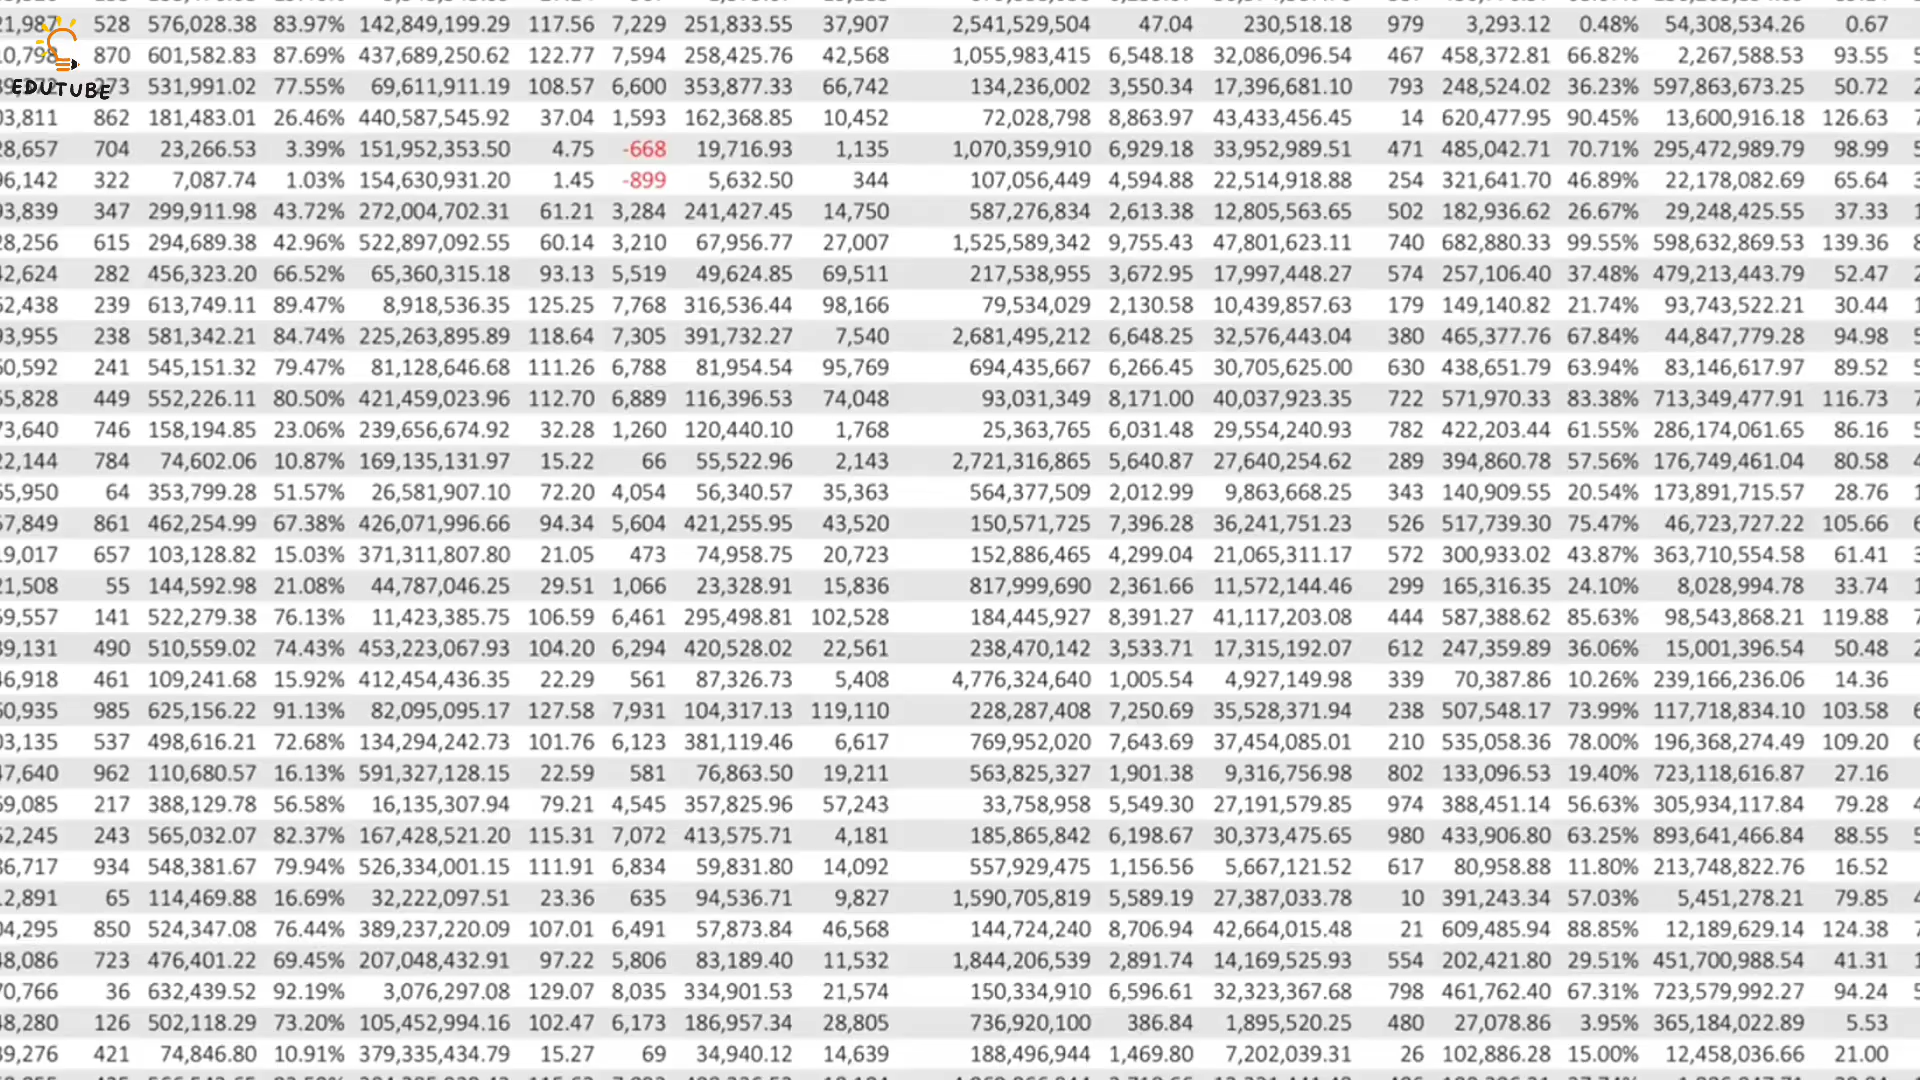 EDUTUBE
528 576,028.38 83.97% 142,849,199.29 117.56 7,229 251,833.55 37,907 2,541,529,504 47.04 230,518.18 979 3,293.12 0.48% 54,308,534.26 0.67
870 601,582.83 87.69% 437,689,250.62 122.77 7,594 258,425.76 42,568 1,055,983,415 6,548.18 32,086,096.54 467 458,372.81 66.82% 2,267,588.53 93.55
273 531,991.02 77.55% 69,611,911.19 108.57 6,600 353,877.33 66,742 134,236,002 3,550.34 17,396,681.10 793 248,524.02 36.23% 597,863,673.25 50.72
03,811 862 181,483.01 26.46% 440,587,545.92 37.04 1,593 162,368.85 10,452 72,028,798 8,863.97 43,433,456.45 14 620,477.95 90.45% 13,600,916.18 126.63
28,657 704 23,266.53 3.39% 151,952,353.50 4.75 -668 19,716.93 1,135 1,070,359,910 6,929.18 33,952,989.51 471 485,042.71 70.71% 295,472,989.79 98.99
96,142 322 7,087.74 1.03% 154,630,931.20 1.45 -899 5,632.50 344 107,056,449 4,594.88 22,514,918.88 254 321,641.70 46.89% 22,178,082.69 65.64
93,839 347 299,911.98 43.72% 272,004,702.31 61.21 3,284 241,427.45 14,750 587,276,834 2,613.38 12,805,563.65 502 182,936.62 26.67% 29,248,425.55 37.33
28,256 615 294,689.38 42.96% 522,897,092.55 60.14 3,210 67,956.77 27,007 1,525,589,342 9,755.43 47,801,623.11 740 682,880.33 99.55% 598,632,869.53 139.36
42,624 282 456,323.20 66.52% 65,360,315.18 93.13 5,519 49,624.85 69,511 217,538,955 3,672.95 17,997,448.27 574 257,106.40 37.48% 479,213,443.79 52.47
52,438 239 613,749.11 89.47% 8,918,536.35 125.25 7,768 316,536.44 98,166 79,534,029 2,130.58 10,439,857.63 179 149,140.82 21.74% 93,743,522.21 30.44
93,955 238 581,342.21 84.74% 225,263,895.89 118.64 7,305 391,732.27 7,540 2,681,495,212 6,648.25 32,576,443.04 380 465,377.76 67.84% 44,847,779.28 94.98
50,592 241 545,151.32 79.47% 81,128,646.68 111.26 6,788 81,954.54 95,769 694,435,667 6,266.45 30,705,625.00 630 438,651.79 63.94% 83,146,617.97 89.52
55,828 449 552,226.11 80.50% 421,459,023.96 112.70 6,889 116,396.53 74,048 93,031,349 8,171.00 40,037,923.35 722 571,970.33 83.38% 713,349,477.91 116.73
73,640 746 158,194.85 23.06% 239,656,674.92 32.28 1,260 120,440.10 1,768 25,363,765 6,031.48 29,554,240.93 782 422,203.44 61.55% 286,174,061.65 86.16
22,144 784 74,602.06 10.87% 169,135,131.97 15.22 66 55,522.96 2,143 2,721,316,865 5,640.87 27,640,254.62 289 394,860.78 57.56% 176,749,461.04 80.58
55,950 64 353,799.28 51.57% 26,581,907.10 72.20 4,054 56,340.57 35,363 564,377,509 2,012.99 9,863,668.25 343 140,909.55 20.54% 173,891,715.57 28.76
57,849 861 462,254.99 67.38% 426,071,996.66 94.34 5,604 421,255.95 43,520 150,571,725 7,396.28 36,241,751.23 526 517,739.30 75.47% 46,723,727.22 105.66
19,017 657 103,128.82 15.03% 371,311,807.80 21.05 473 74,958.75 20,723 152,886,465 4,299.04 21,065,311.17 572 300,933.02 43.87% 363,710,554.58 61.41
21,508 55 144,592.98 21.08% 44,787,046.25 29.51 1,066 23,328.91 15,836 817,999,690 2,361.66 11,572,144.46 299 165,316.35 24.10% 8,028,994.78 33.74
59,557 141 522,279.38 76.13% 11,423,385.75 106.59 6,461 295,498.81 102,528 184,445,927 8,391.27 41,117,203.08 444 587,388.62 85.63% 98,543,868.21 119.88
39,131 490 510,559.02 74.43% 453,223,067.93 104.20 6,294 420,528.02 22,561 238,470,142 3,533.71 17,315,192.07 612 247,359.89 36.06% 15,001,396.54 50.48
46,918 461 109,241.68 15.92% 412,454,436.35 22.29 561 87,326.73 5,408 4,776,324,640 1,005.54 4,927,149.98 339 70,387.86 10.26% 239,166,236.06 14.36
50,935 985 625,156.22 91.13% 82,095,095.17 127.58 7,931 104,317.13 119,110 228,287,408 7,250.69 35,528,371.94 238 507,548.17 73.99% 117,718,834.10 103.58
03,135 537 498,616.21 72.68% 134,294,242.73 101.76 6,123 381,119.46 6,617 769,952,020 7,643.69 37,454,085.01 210 535,058.36 78.00% 196,368,274.49 109.20
47,640 962 110,680.57 16.13% 591,327,128.15 22.59 581 76,863.50 19,211 563,825,327 1,901.38 9,316,756.98 802 133,096.53 19.40% 723,118,616.87 27.16
59,085 217 388,129.78 56.58% 16,135,307.94 79.21 4,545 357,825.96 57,243 33,758,958 5,549.30 27,191,579.85 974 388,451.14 56.63% 305,934,117.84 79.28
52,245 243 565,032.07 82.37% 167,428,521.20 115.31 7,072 413,575.71 4,181 185,865,842 6,198.67 30,373,475.65 980 433,906.80 63.25% 893,641,466.84 88.55
36,717 934 548,381.67 79.94% 526,334,001.15 111.91 6,834 59,831.80 14,092 557,929,475 1,156.56 5,667,121.52 617 80,958.88 11.80% 213,748,822.76 16.52
12,891 65 114,469.88 16.69% 32,222,097.51 23.36 635 94,536.71 9,827 1,590,705,819 5,589.19 27,387,033.78 10 391,243.34 57.03% 5,451,278.21 79.85
04,295 850 524,347.08 76.44% 389,237,220.09 107.01 6,491 57,873.84 46,568 144,724,240 8,706.94 42,664,015.48 21 609,485.94 88.85% 12,189,629.14 124.38
48,086 723 476,401.22 69.45% 207,048,432.91 97.22 5,806 83,189.40 11,532 1,844,206,539 2,891.74 14,169,525.93 554 202,421.80 29.51% 451,700,988.54 41.31
70,766 36 632,439.52 92.19% 3,076,297.08 129.07 8,035 334,901.53 21,574 150,334,910 6,596.61 32,323,367.68 798 461,762.40 67.31% 723,579,992.27 94.24
48,280 126 502,118.29 73.20% 105,452,994.16 102.47 6,173 186,957.34 28,805 736,920,100 386.84 1,895,520.25 480 27,078.86 3.95% 365,184,022.89 5.53
39,276 421 74,846.80 10.91% 379,335,434.79 15.27 69 34,940.12 14,639 188,496,944 1,469.80 7,202,039.31 26 102,886.28 15.00% 12,458,036.66 21.00